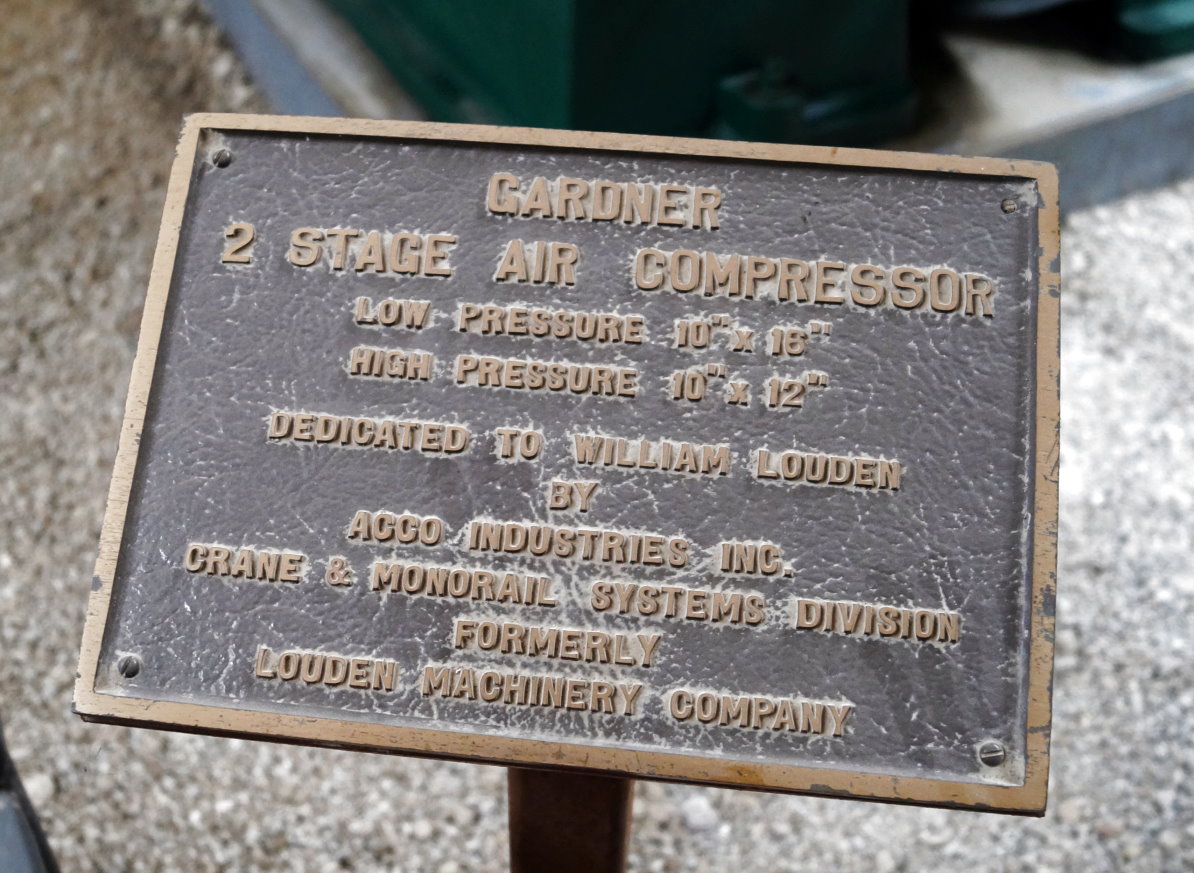 GARDNER
2 STAGE AIR COMPRESSOR
LOW PRESSURE 10" x 16"
HIGH PRESSURE 10" x 12"
DEDICATED TO WILLIAM LOUDEN
BY
ACCO INDUSTRIES INC.
CRANE & MONORAIL SYSTEMS DIVISION
FORMERLY
LOUDEN MACHINERY COMPANY